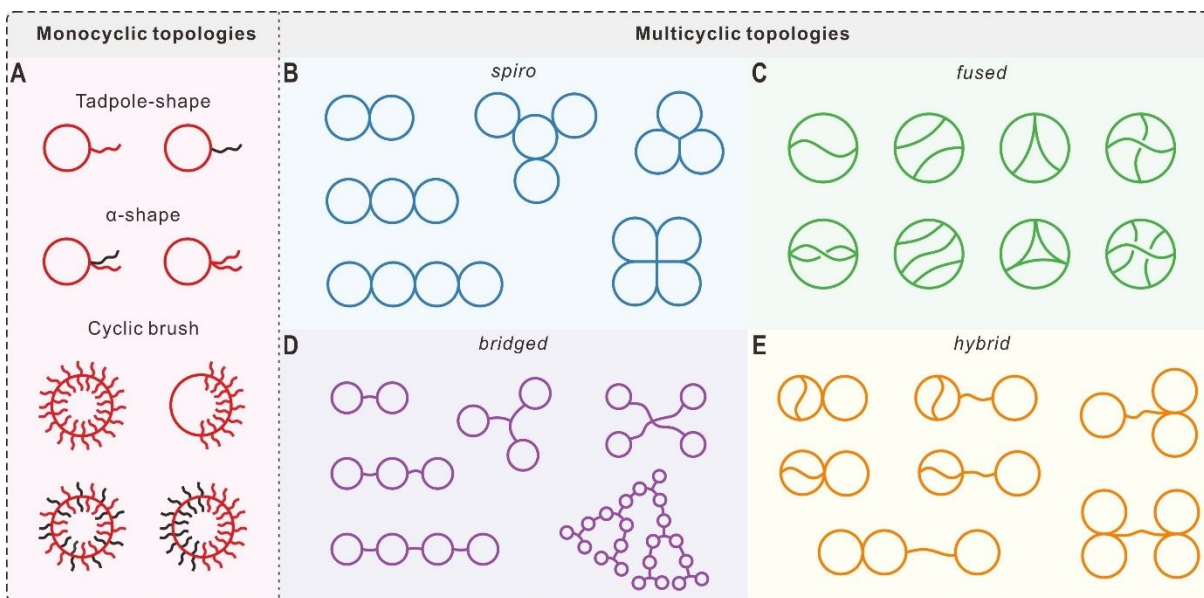 Monocyclic topologies
Multicyclic topologies
A
Tadpole-shape
α-shape
Cyclic brush
B
spiro
C
fused
D
bridged
E
hybrid